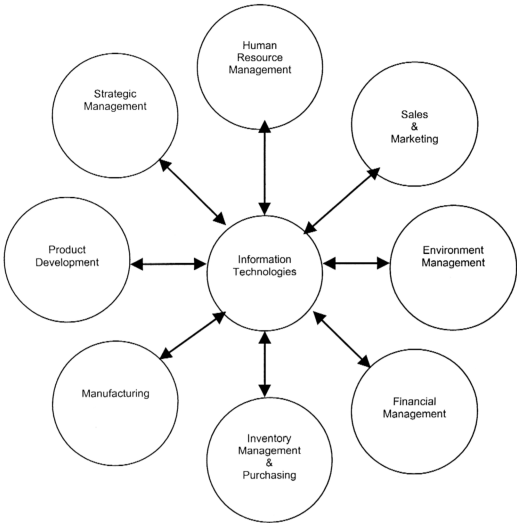 Human
Resource
Management
Strategic
Management
Sales
&
Marketing
Product
Development
Information
Technologies
Environment
Management
Manufacturing
Financial
Management
Inventory
Management
&
Purchasing